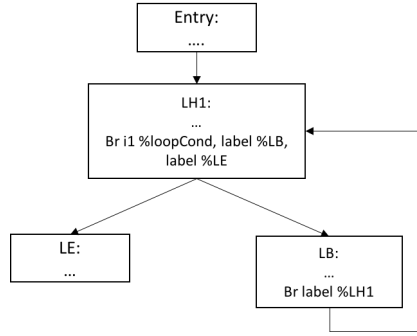 Entry:
....
LH1:
...
Br i1 %loopCond, label %LB,
label %LE
LE:
...
LB:
...
Br label %LH1